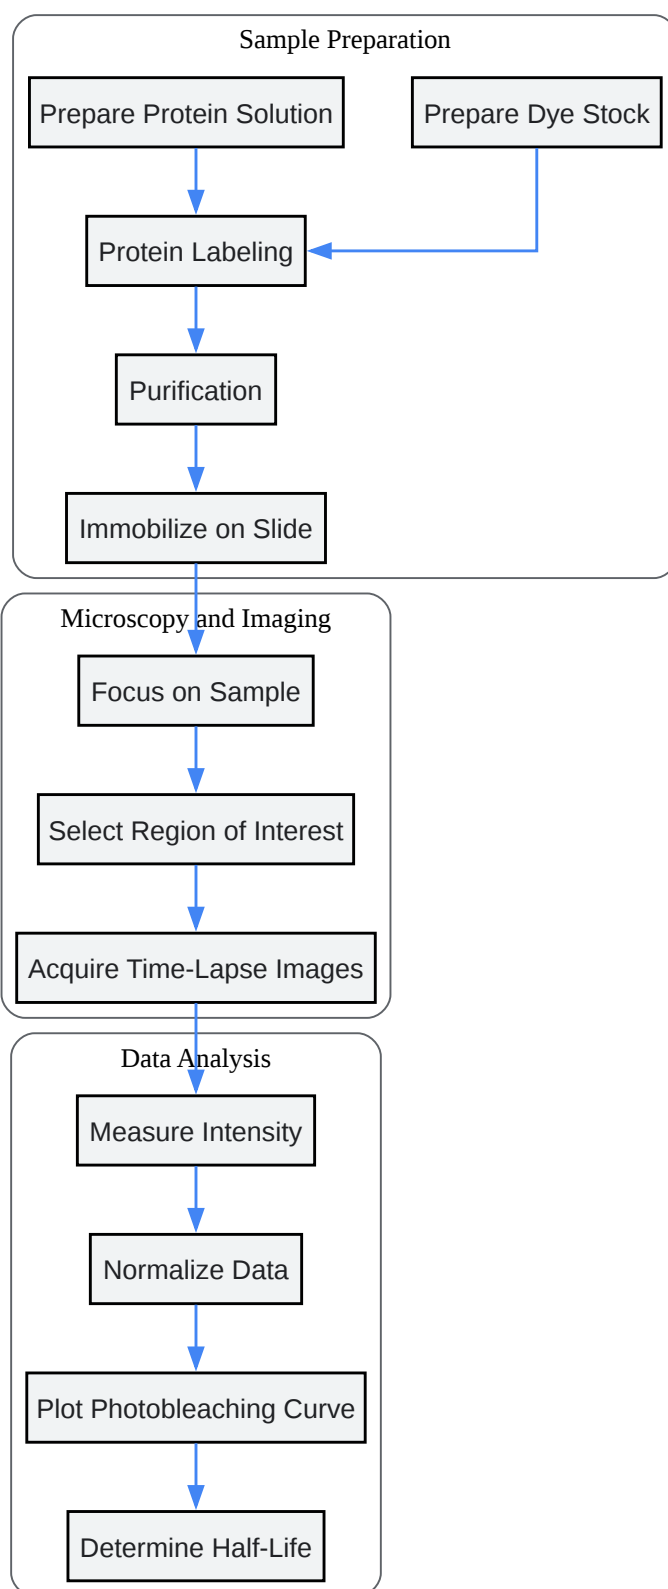 Sample Preparation
Prepare Protein Solution
Prepare Dye Stock
Protein Labeling
Purification
Immobilize on Slide
Microscopy and Imaging
Focus on Sample
Select Region of Interest
Acquire Time-Lapse Images
Data Analysis
Measure Intensity
Normalize Data
Plot Photobleaching Curve
Determine Half-Life